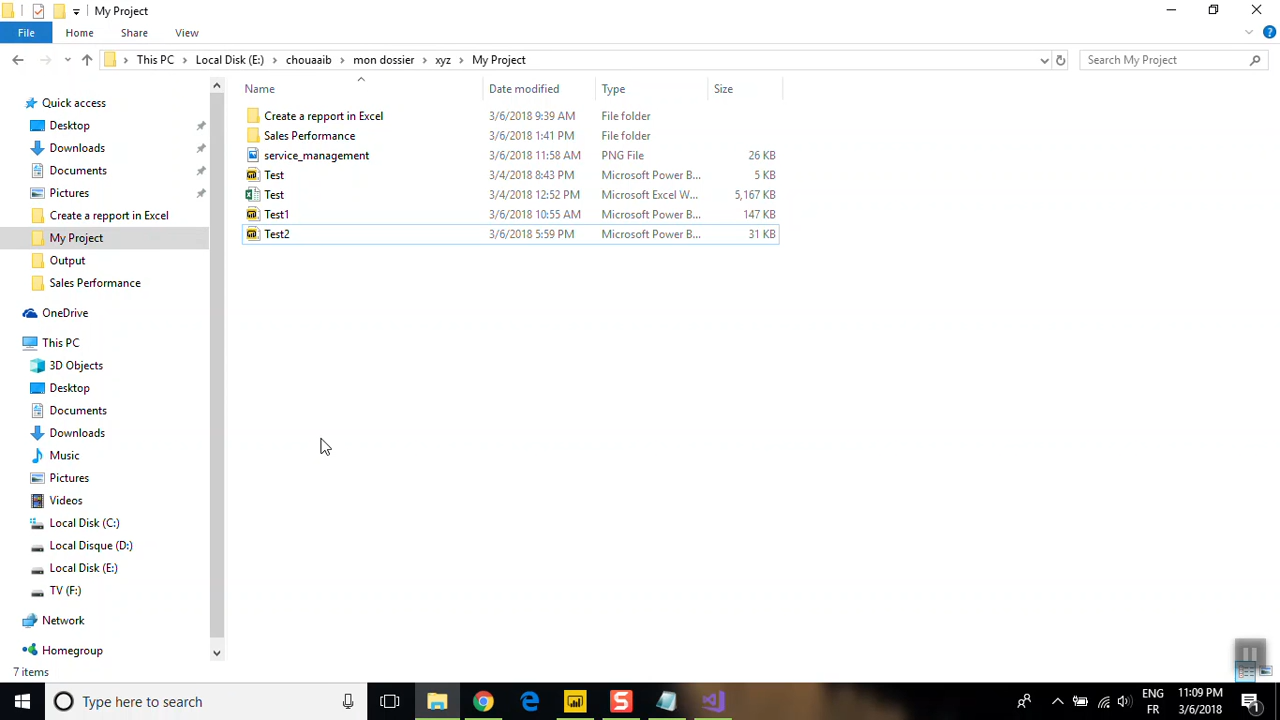 My Project
File Home Share View
This PC Local Disk (E:) chouaaib mon dossier xyz My Project Search My Project
Name Date modified Type Size
Quick access
Desktop
Downloads
Documents
Pictures
Create a repport in Excel
My Project
Output
Sales Performance
OneDrive
This PC
3D Objects
Desktop
Documents
Downloads
Music
Pictures
Videos
Local Disk (C:)
Local Disque (D:)
Local Disk (E:)
TV (F:)
Network
Homegroup
Create a repport in Excel 3/6/2018 9:39 AM File folder
Sales Performance 3/6/2018 1:41 PM File folder
service_management 3/6/2018 11:58 AM PNG File 26 KB
Test 3/4/2018 8:43 PM Microsoft Power B... 5 KB
Test 3/4/2018 12:52 PM Microsoft Excel W... 5,167 KB
Test1 3/6/2018 10:55 AM Microsoft Power B... 147 KB
Test2 3/6/2018 5:59 PM Microsoft Power B... 31 KB
7 items
Type here to search
ENG 11:09 PM
FR 3/6/2018
1